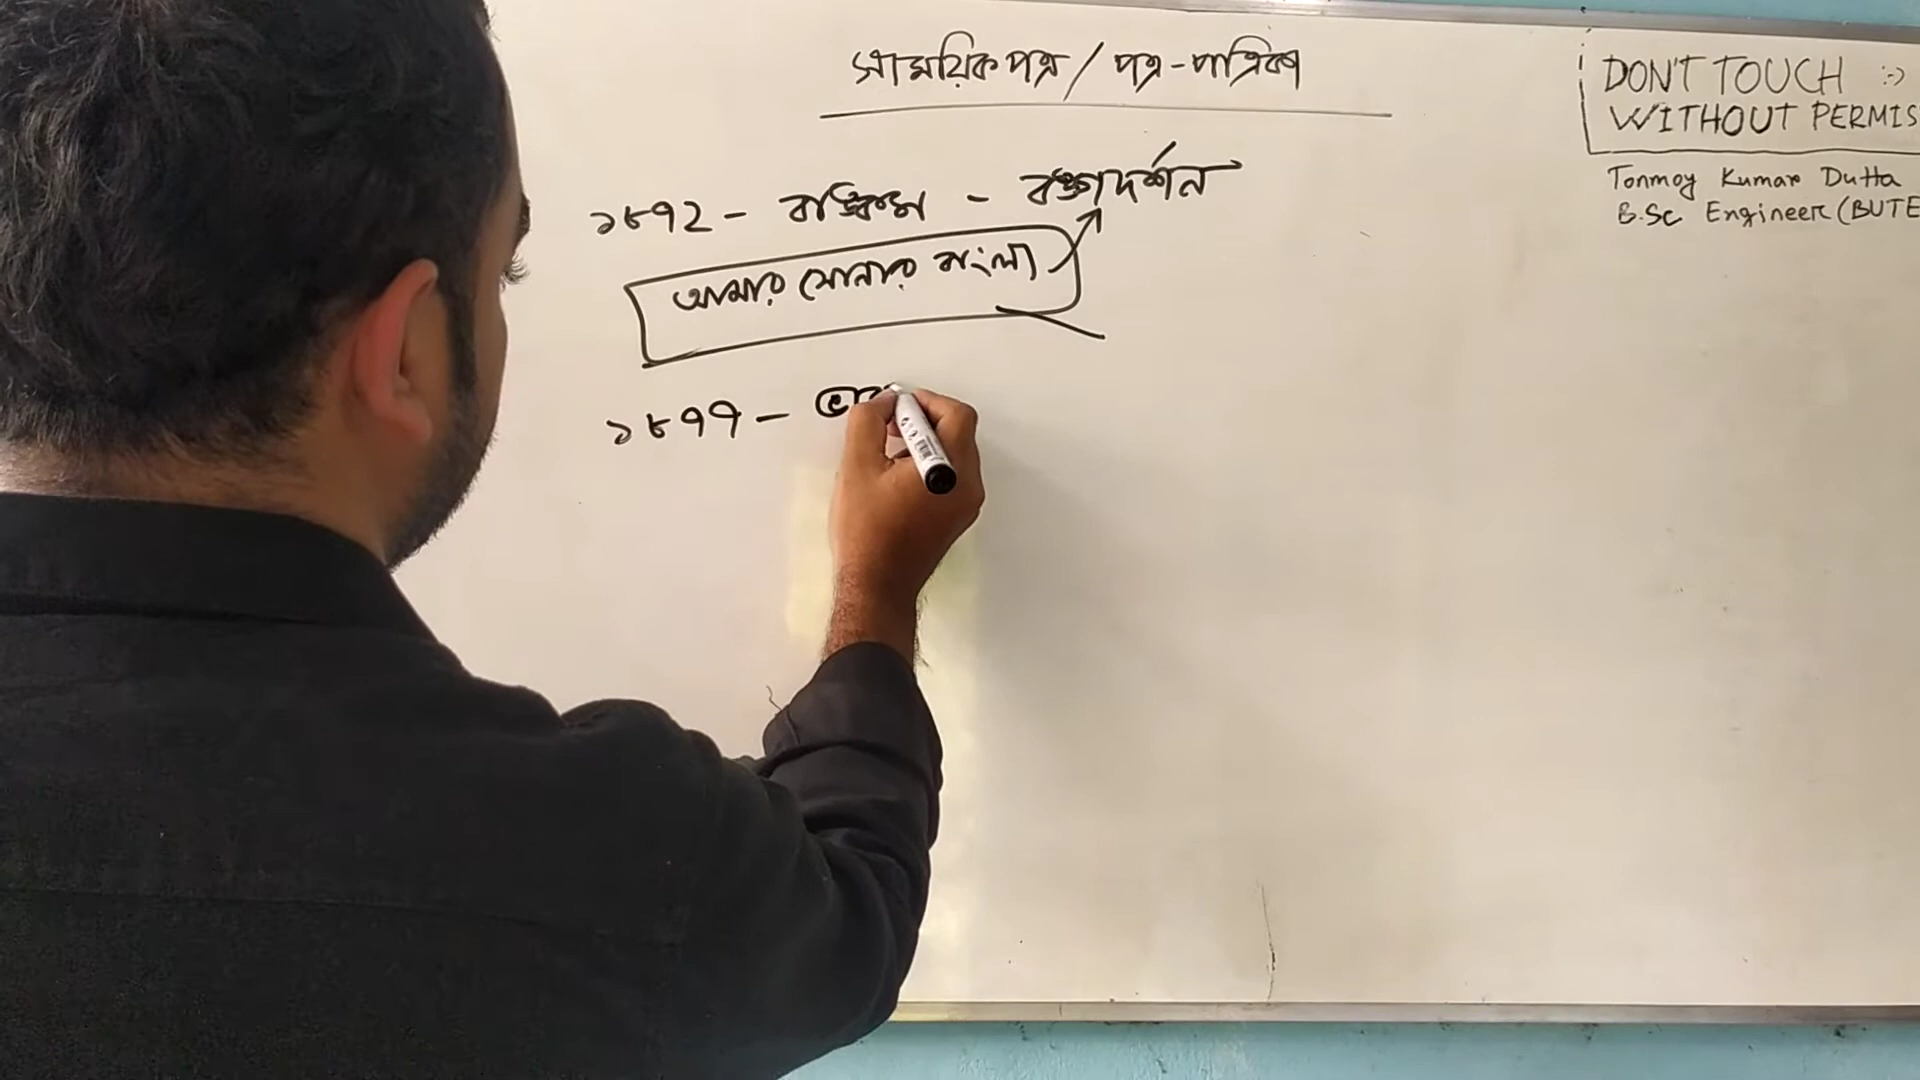 সাময়িকপত্র / পত্র-পত্রিকা
১৮৭২ - বঙ্কিম - বঙ্গদর্শন
আমার সোনার বাংলা
১৮৭৭ -
DON'T TOUCH :-)
WITHOUT PERMIS
Tonmoy Kumar Dutta
B.Sc Engineer (BUTE